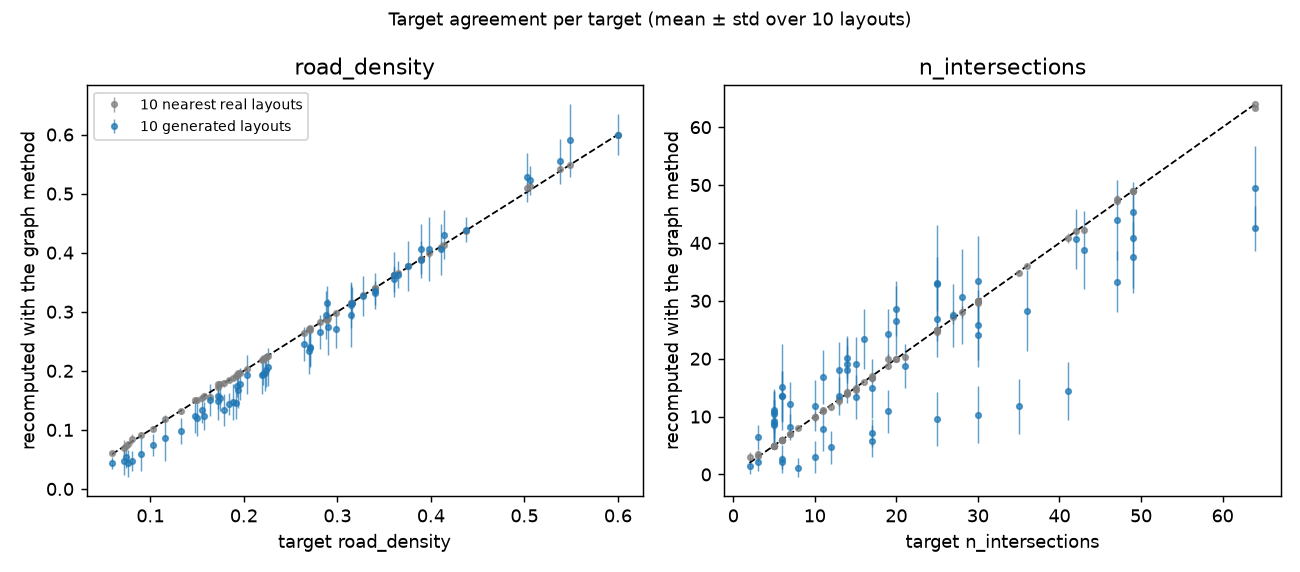 Target agreement per target (mean ± std over 10 layouts)
road_density
10 nearest real layouts
10 generated layouts
recomputed with the graph method
0.6
0.5
0.4
0.3
0.2
0.1
0.0
0.1 0.2 0.3 0.4 0.5 0.6
target road_density
n_intersections
recomputed with the graph method
60
50
40
30
20
10
0
0 10 20 30 40 50 60
target n_intersections